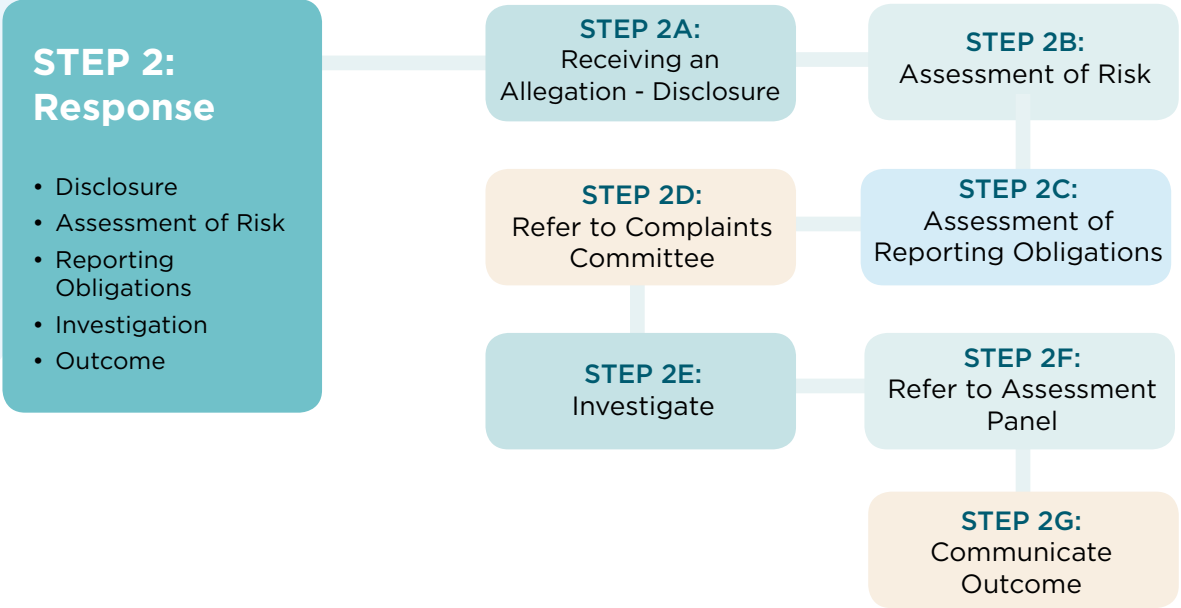 STEP 2:
Response
• Disclosure
• Assessment of Risk
• Reporting
Obligations
• Investigation
• Outcome
STEP 2A:
Receiving an
Allegation - Disclosure
STEP 2B:
Assessment of Risk
STEP 2C:
Assessment of
Reporting Obligations
STEP 2D:
Refer to Complaints
Committee
STEP 2E:
Investigate
STEP 2F:
Refer to Assessment
Panel
STEP 2G:
Communicate
Outcome